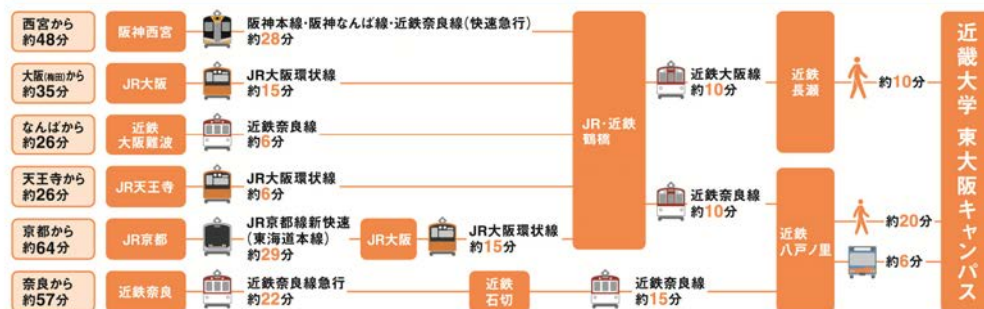 西宮から
約48分
阪神西宮
阪神本線・阪神なんば線・近鉄奈良線(快速急行)
約28分
大阪(梅田)から
約35分
JR大阪
JR大阪環状線
約15分
なんばから
約26分
近鉄
大阪難波
近鉄奈良線
約6分
天王寺から
約26分
JR天王寺
JR大阪環状線
約6分
京都から
約64分
JR京都
JR京都線新快速
(東海道本線)
約29分
JR大阪
JR大阪環状線
約15分
奈良から
約57分
近鉄奈良
近鉄奈良線急行
約22分
近鉄
石切
近鉄奈良線
約15分
JR・近鉄
鶴橋
近鉄大阪線
約10分
近鉄
長瀬
約10分
近鉄奈良線
約10分
近鉄
八戸ノ里
約20分
約6分
近畿大学 東大阪キャンパス